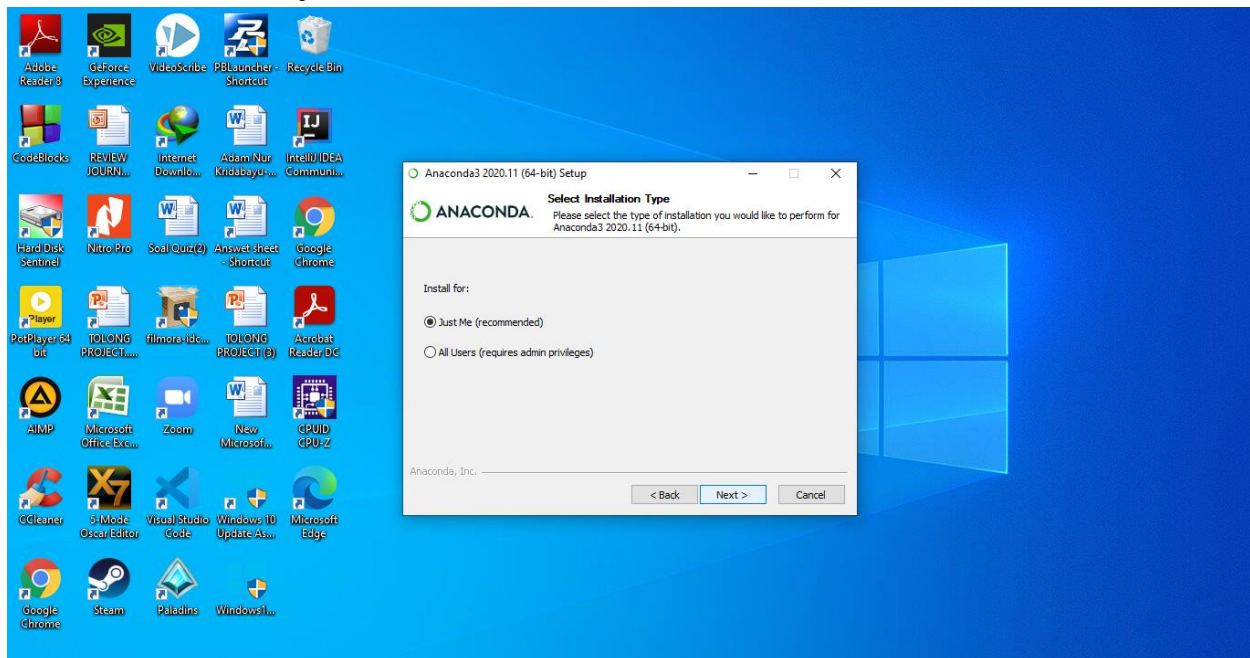 Adobe
Reader 8
GeForce
Experience
VideoScribe
PBLauncher -
Shortcut
Recycle Bin
CodeBlocks
REVIEW
JOURN...
Internet
Downlo...
Adam Nur
Kridabayu-...
IntelliJ IDEA
Communi...
Hard Disk
Sentinel
Nitro Pro
Soal Quiz(2)
Answet sheet
- Shortcut
Google
Chrome
Player
PotPlayer 64
bit
TOLONG
PROJECT.....
filmora-idc...
TOLONG
PROJECT (3)
Acrobat
Reader DC
AIMP
Microsoft
Office Exc...
Zoom
New
Microsof...
CPUID
CPU-Z
CCleaner
X7
5-Mode
Oscar Editor
Visual Studio
Code
Windows 10
Update As...
Microsoft
Edge
Google
Chrome
Steam
Paladins
Windows1...
Anaconda3 2020.11 (64-bit) Setup
ANACONDA.
Select Installation Type
Please select the type of installation you would like to perform for
Anaconda3 2020.11 (64-bit).
Install for:
Just Me (recommended)
All Users (requires admin privileges)
Anaconda, Inc.
< Back
Next >
Cancel